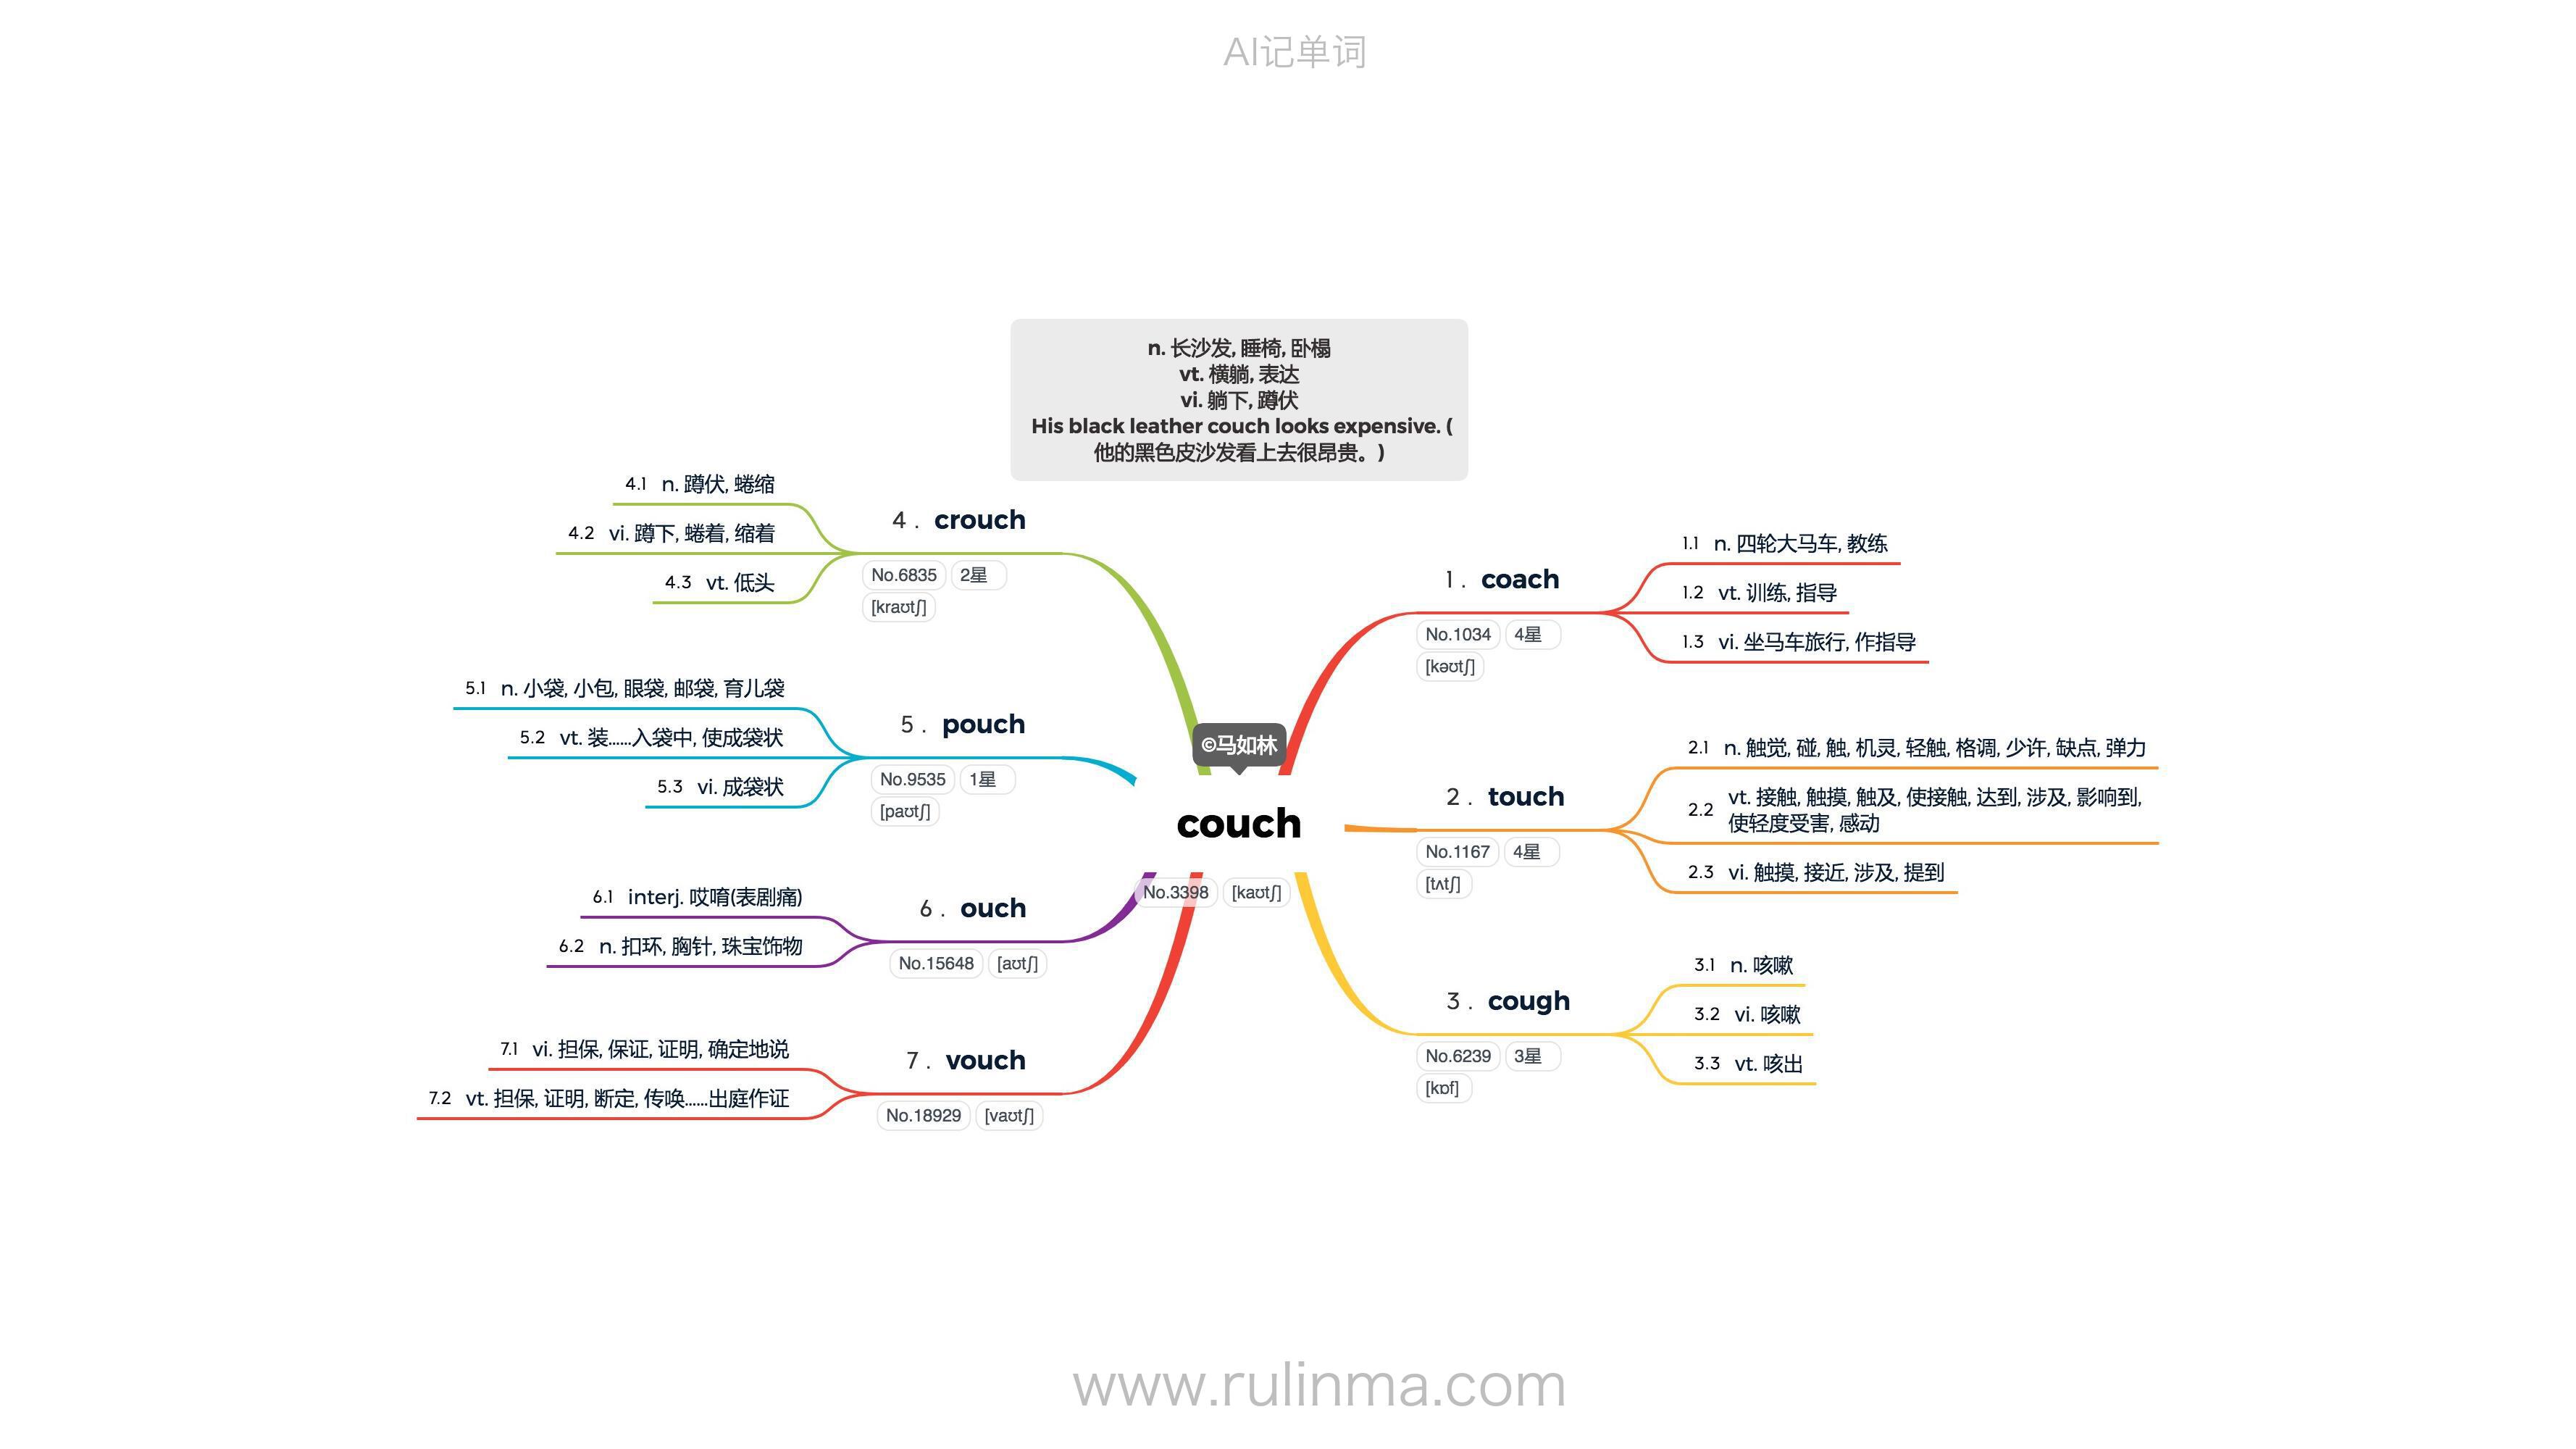 AI记单词
n. 长沙发, 睡椅, 卧榻
vt. 横躺, 表达
vi. 躺下, 蹲伏
His black leather couch looks expensive. (
他的黑色皮沙发看上去很昂贵。)
©马如林
couch
No.3398 [kaʊtʃ]
1. coach
No.1034 4星
[kəʊtʃ]
1.1 n. 四轮大马车, 教练
1.2 vt. 训练, 指导
1.3 vi. 坐马车旅行, 作指导
2. touch
No.1167 4星
[tʌtʃ]
2.1 n. 触觉, 碰, 触, 机灵, 轻触, 格调, 少许, 缺点, 弹力
2.2 vt. 接触, 触摸, 触及, 使接触, 达到, 涉及, 影响到,
使轻度受害, 感动
2.3 vi. 触摸, 接近, 涉及, 提到
3. cough
No.6239 3星
[kɒf]
3.1 n. 咳嗽
3.2 vi. 咳嗽
3.3 vt. 咳出
4. crouch
No.6835 2星
[kraʊtʃ]
4.1 n. 蹲伏, 蜷缩
4.2 vi. 蹲下, 蜷着, 缩着
4.3 vt. 低头
5. pouch
No.9535 1星
[paʊtʃ]
5.1 n. 小袋, 小包, 眼袋, 邮袋, 育儿袋
5.2 vt. 装……入袋中, 使成袋状
5.3 vi. 成袋状
6. ouch
No.15648 [aʊtʃ]
6.1 interj. 哎唷(表剧痛)
6.2 n. 扣环, 胸针, 珠宝饰物
7. vouch
No.18929 [vaʊtʃ]
7.1 vi. 担保, 保证, 证明, 确定地说
7.2 vt. 担保, 证明, 断定, 传唤……出庭作证
www.rulinma.com